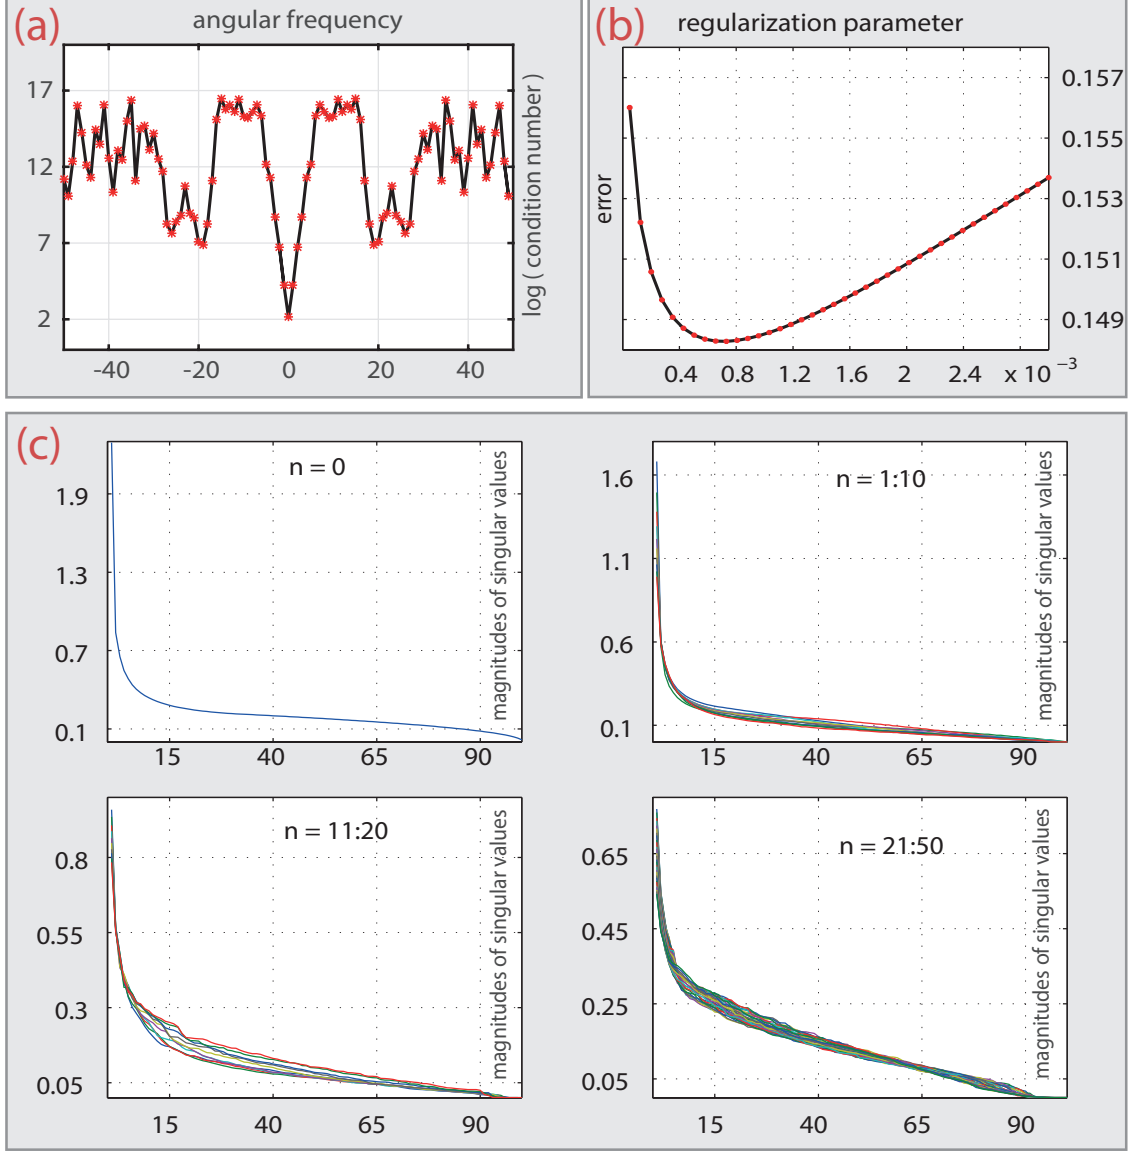 (a) angular frequency
17
12
7
2
-40 -20 0 20 40
log ( condition number )
(b) regularization parameter
error
0.157
0.155
0.153
0.151
0.149
0.4 0.8 1.2 1.6 2 2.4 x 10 -3
(c)
n = 0
1.9
1.3
0.7
0.1
15 40 65 90
magnitudes of singular values
n = 1:10
1.6
1.1
0.6
0.1
15 40 65 90
magnitudes of singular values
n = 11:20
0.8
0.55
0.3
0.05
15 40 65 90
magnitudes of singular values
n = 21:50
0.65
0.45
0.25
0.05
15 40 65 90
magnitudes of singular values